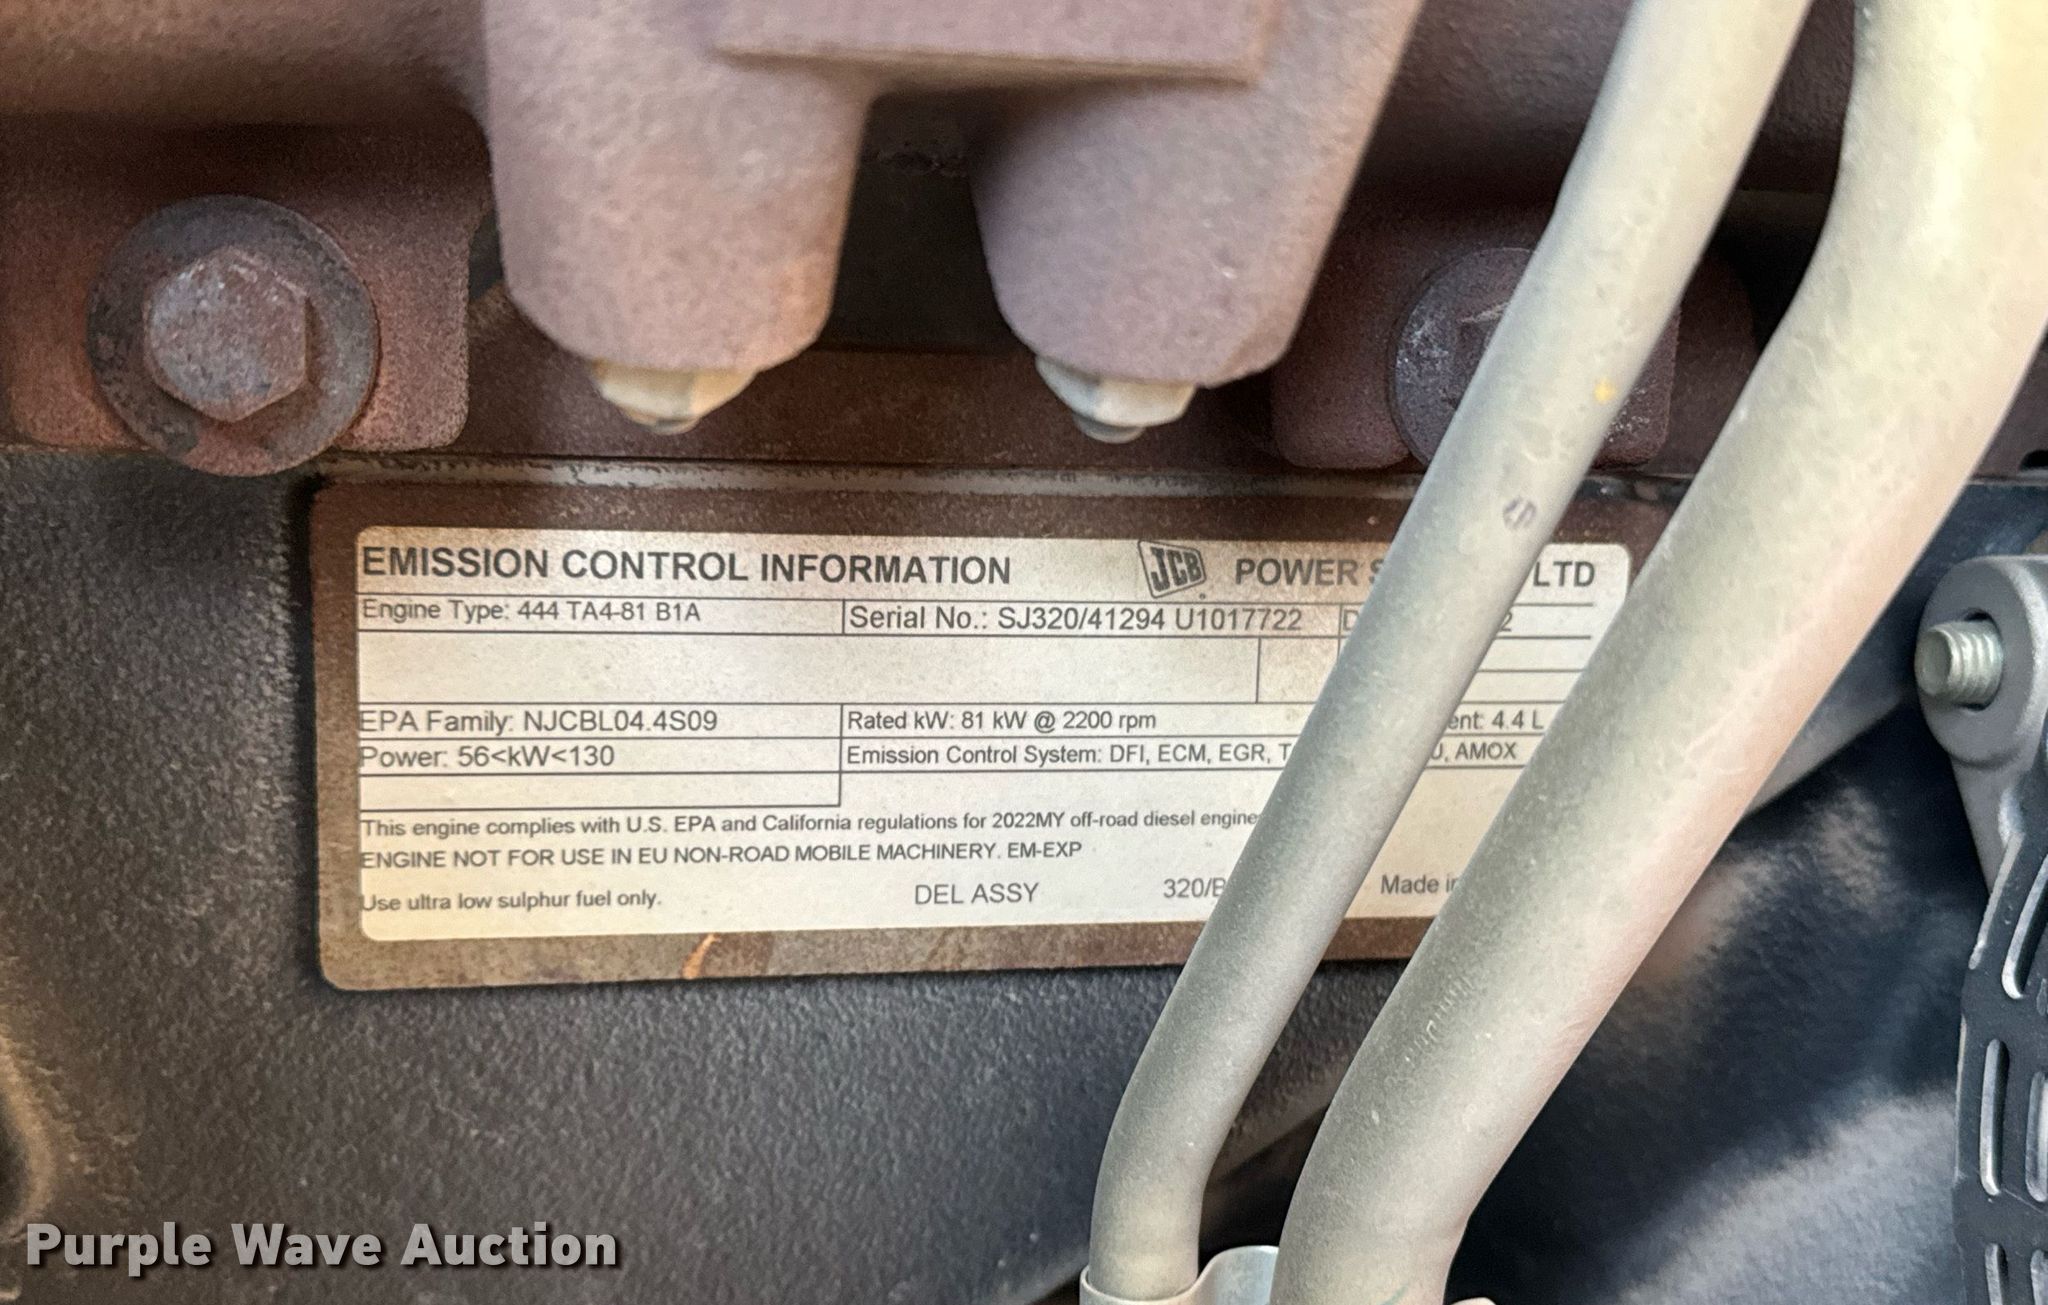 EMISSION CONTROL INFORMATION JCB POWER LTD
Engine Type: 444 TA4-81 B1A Serial No.: SJ320/41294 U1017722
EPA Family: NJCBL04.4S09 Rated kW: 81 kW @ 2200 rpm 4.4 L
Power: 56<kW<130 Emission Control System: DFI, ECM, EGR, AMOX
This engine complies with U.S. EPA and California regulations for 2022MY off-road diesel engine
ENGINE NOT FOR USE IN EU NON-ROAD MOBILE MACHINERY. EM-EXP
Use ultra low sulphur fuel only. DEL ASSY 320/B Made in
Purple Wave Auction